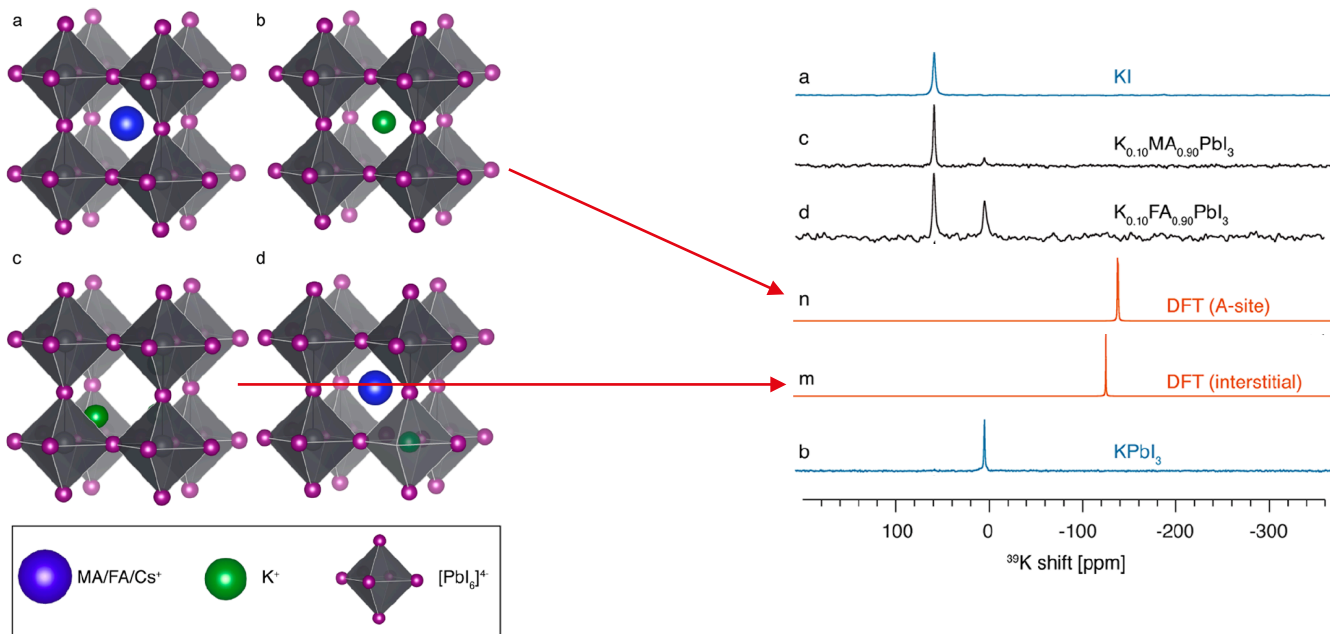 a
b
c
d
MA/FA/Cs⁺
K⁺
[PbI₆]⁴⁻
a KI
c K₀.₁₀MA₀.₉₀PbI₃
d K₀.₁₀FA₀.₉₀PbI₃
n DFT (A-site)
m DFT (interstitial)
b KPbI₃
100 0 -100 -200 -300
³⁹K shift [ppm]